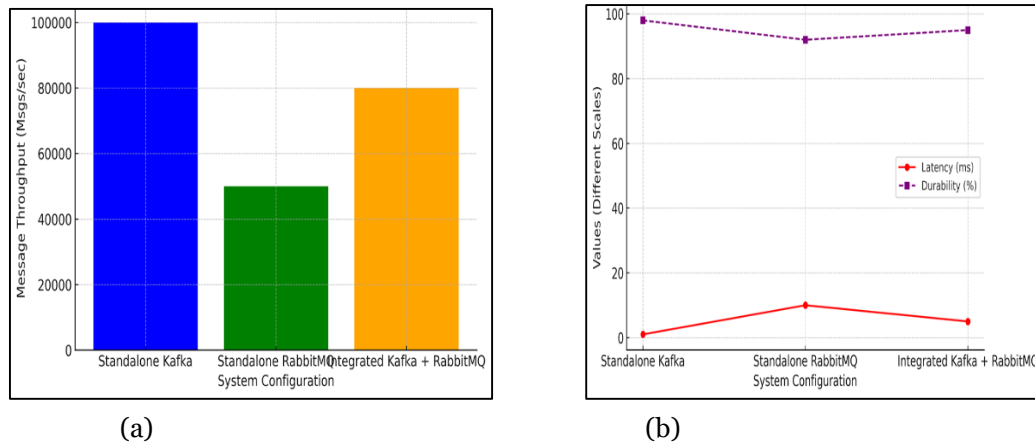 Message Throughput (Msgs/sec)
100000
80000
60000
40000
20000
0
Standalone Kafka
Standalone RabbitMQ
Integrated Kafka + RabbitMQ
System Configuration
(a)
Values (Different Scales)
100
80
60
40
20
0
Latency (ms)
Durability (%)
Standalone Kafka
Standalone RabbitMQ
Integrated Kafka + RabbitMQ
System Configuration
(b)